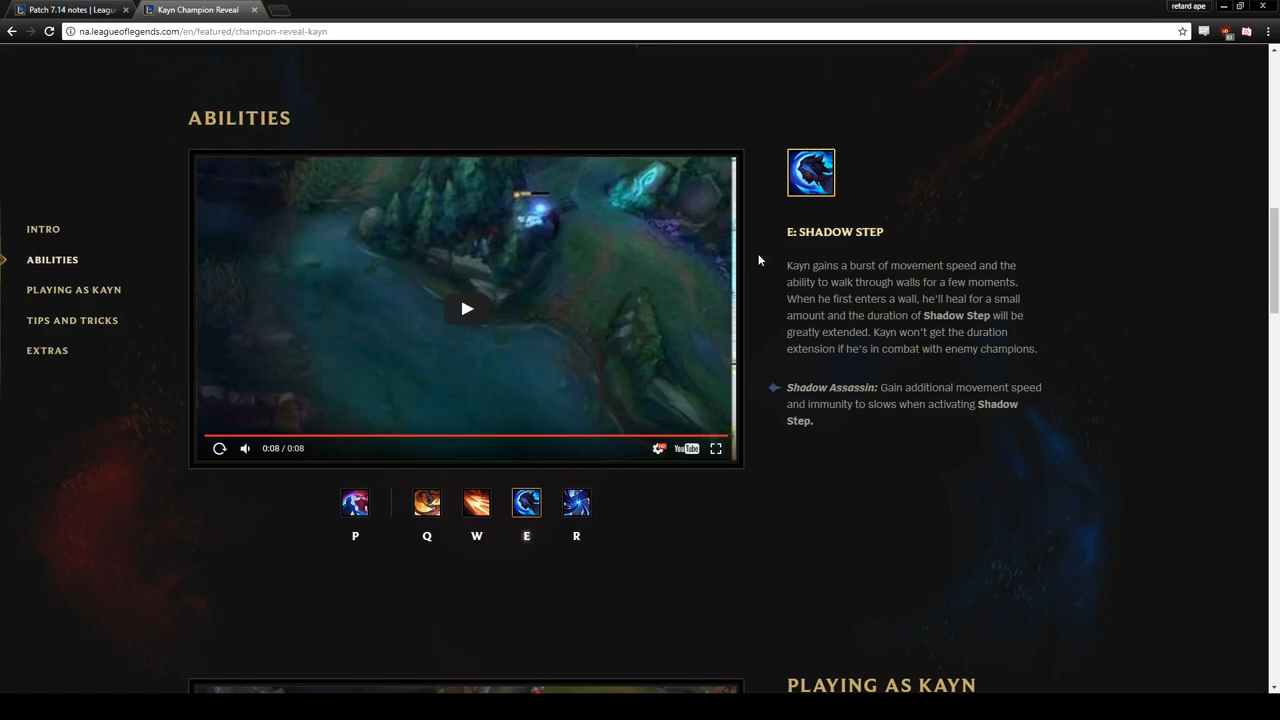 Patch 7.14 notes | Leagu
Kayn Champion Reveal
retard ape
na.leagueoflegends.com/en/featured/champion-reveal-kayn
ABILITIES
INTRO
ABILITIES
PLAYING AS KAYN
TIPS AND TRICKS
EXTRAS
0:08 / 0:08
HD
YouTube
P
Q
W
E
R
E: SHADOW STEP
Kayn gains a burst of movement speed and the
ability to walk through walls for a few moments.
When he first enters a wall, he'll heal for a small
amount and the duration of Shadow Step will be
greatly extended. Kayn won't get the duration
extension if he's in combat with enemy champions.
Shadow Assassin: Gain additional movement speed
and immunity to slows when activating Shadow
Step.
PLAYING AS KAYN